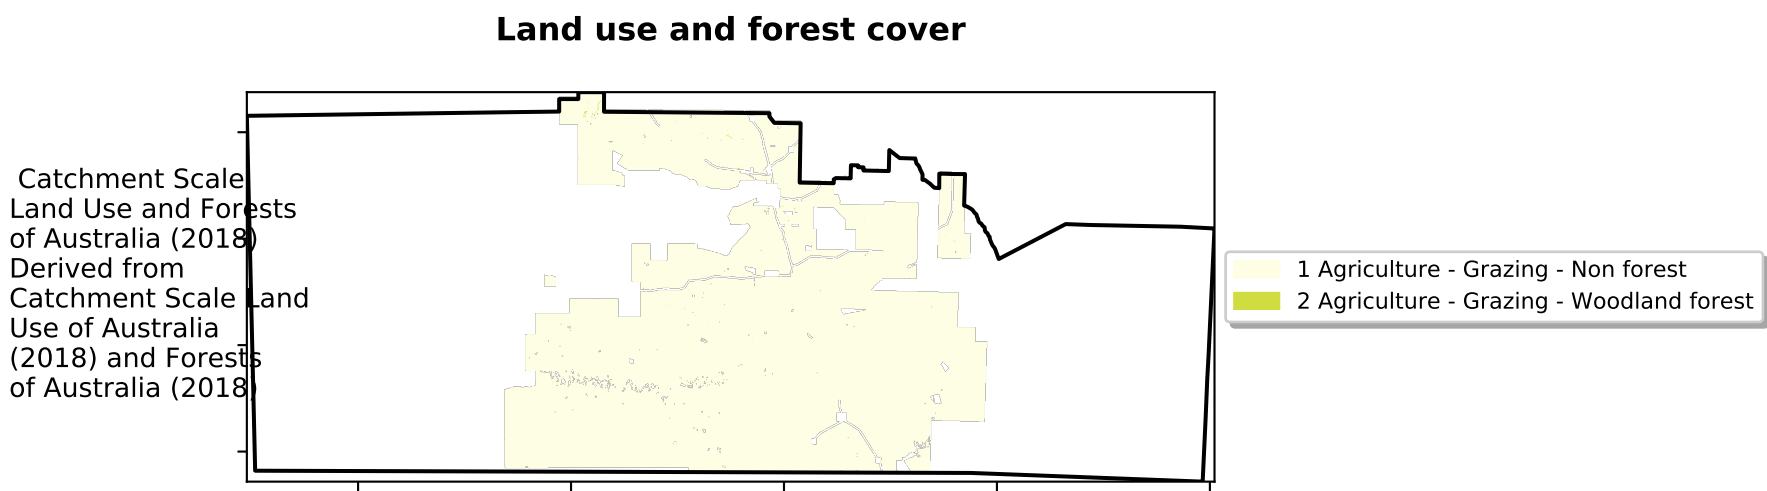 Land use and forest cover
Catchment Scale
Land Use and Forests
of Australia (2018)
Derived from
Catchment Scale Land
Use of Australia
(2018) and Forests
of Australia (2018)
1 Agriculture - Grazing - Non forest
2 Agriculture - Grazing - Woodland forest